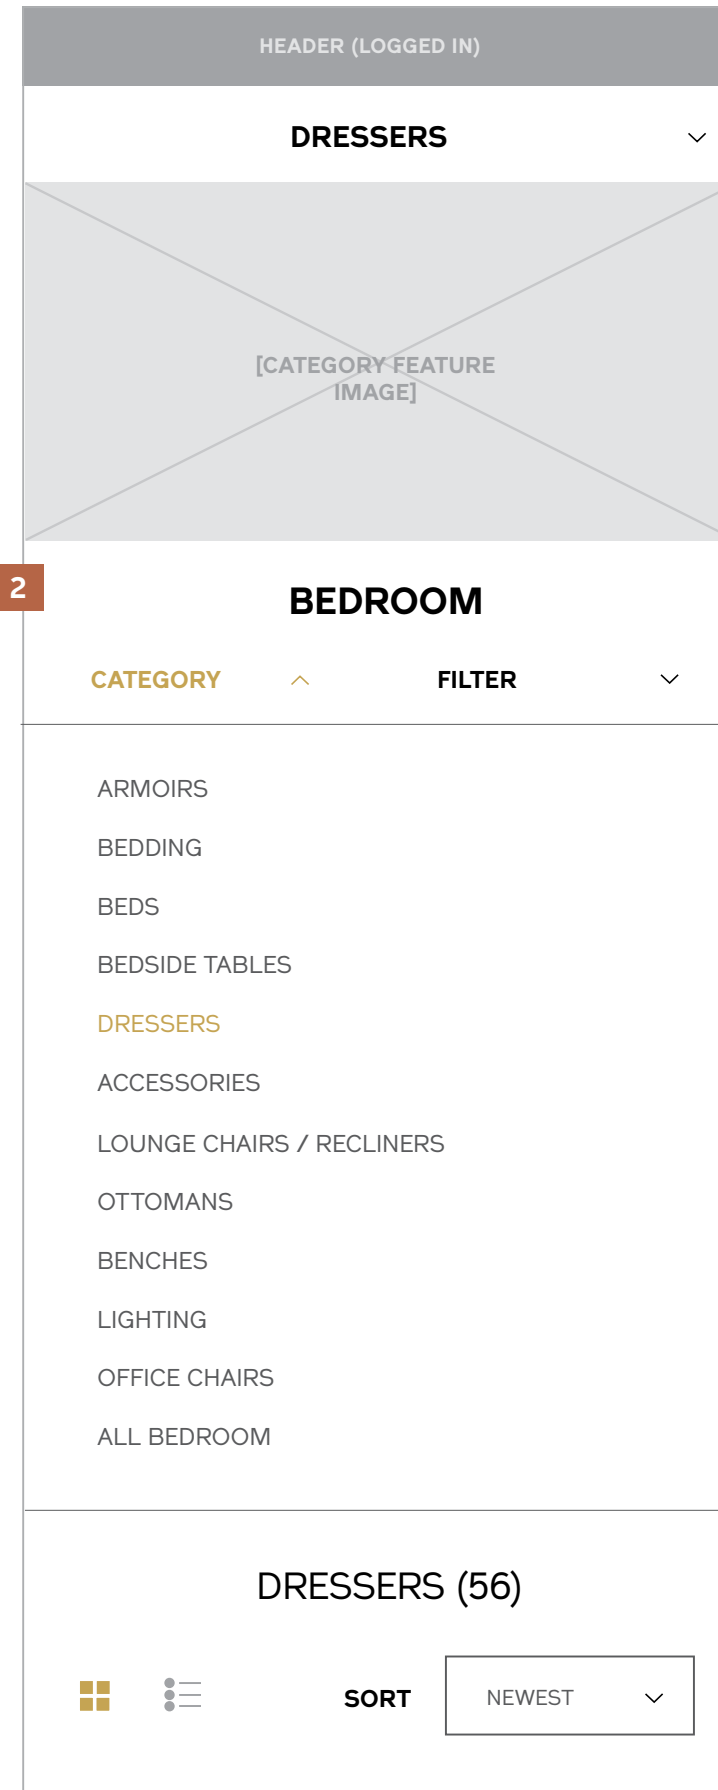 HEADER (LOGGED IN)
DRESSERS
[CATEGORY FEATURE
IMAGE]
2
BEDROOM
CATEGORY FILTER
ARMOIRS
BEDDING
BEDS
BEDSIDE TABLES
DRESSERS
ACCESSORIES
LOUNGE CHAIRS / RECLINERS
OTTOMANS
BENCHES
LIGHTING
OFFICE CHAIRS
ALL BEDROOM
DRESSERS (56)
SORT NEWEST